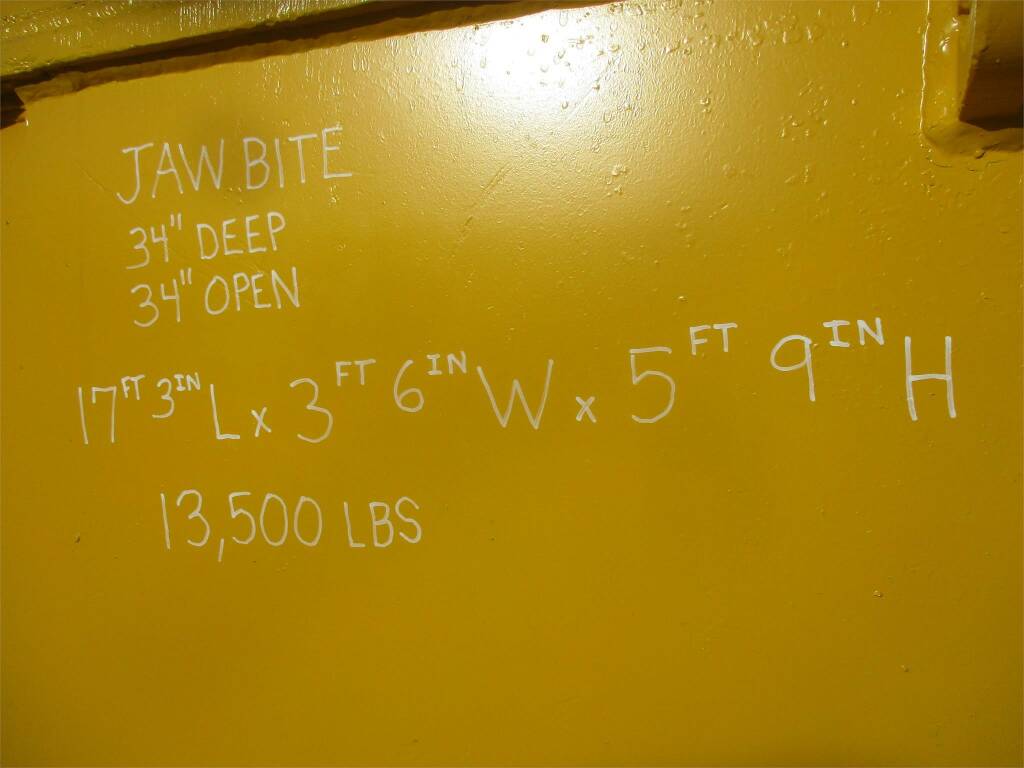 JAW BITE
34" DEEP
34" OPEN
17FT 3IN L x 3FT 6IN W x 5FT 9IN H
13,500 LBS